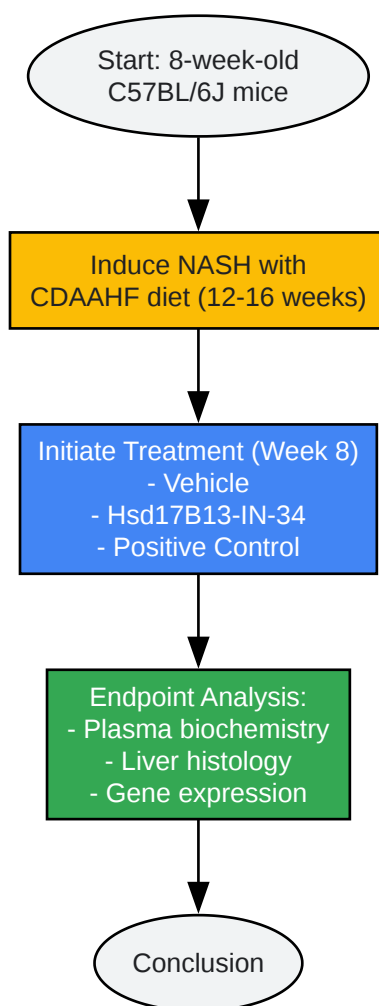 Start: 8-week-old
C57BL/6J mice
Induce NASH with
CDAAHF diet (12-16 weeks)
Initiate Treatment (Week 8)
- Vehicle
- Hsd17B13-IN-34
- Positive Control
Endpoint Analysis:
- Plasma biochemistry
- Liver histology
- Gene expression
Conclusion